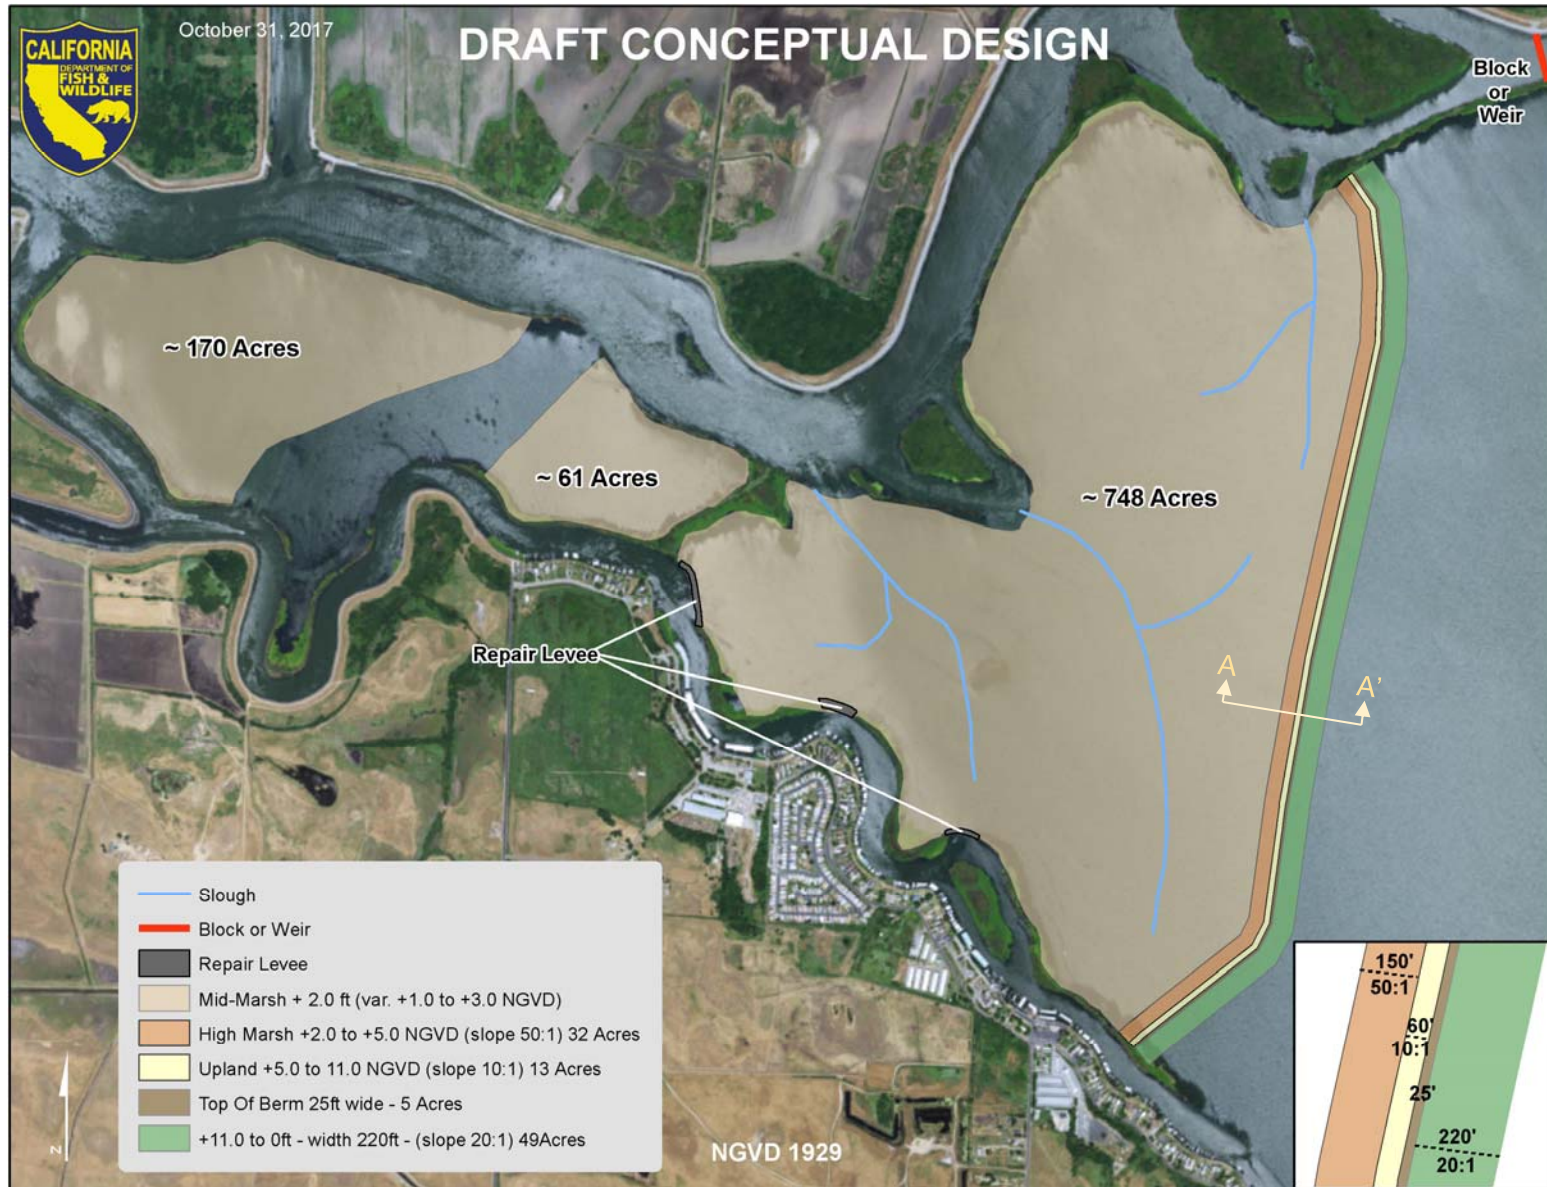 October 31, 2017
DRAFT CONCEPTUAL DESIGN
CALIFORNIA
DEPARTMENT OF
FISH &
WILDLIFE
Block
or
Weir
~ 170 Acres
~ 61 Acres
~ 748 Acres
Repair Levee
A
A'
Slough
Block or Weir
Repair Levee
Mid-Marsh + 2.0 ft (var. +1.0 to +3.0 NGVD)
High Marsh +2.0 to +5.0 NGVD (slope 50:1) 32 Acres
Upland +5.0 to 11.0 NGVD (slope 10:1) 13 Acres
Top Of Berm 25ft wide - 5 Acres
+11.0 to 0ft - width 220ft - (slope 20:1) 49Acres
N
NGVD 1929
150'
50:1
60'
10:1
25'
220'
20:1